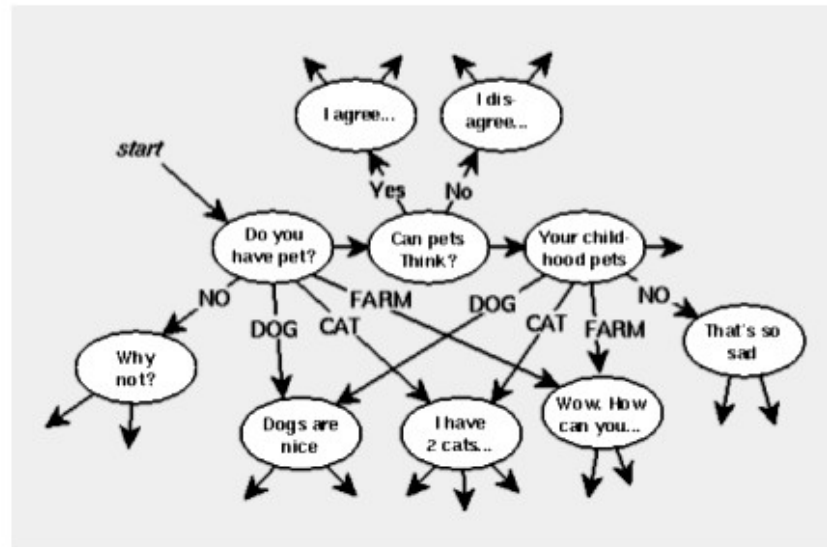 I agree...
I dis-
agree...
start
Yes
No
Do you
have pet?
Can pets
Think?
Your child-
hood pets
NO
DOG
CAT
FARM
DOG
CAT
FARM
NO
Why
not?
That's so
sad
Dogs are
nice
I have
2 cats...
Wow. How
can you...